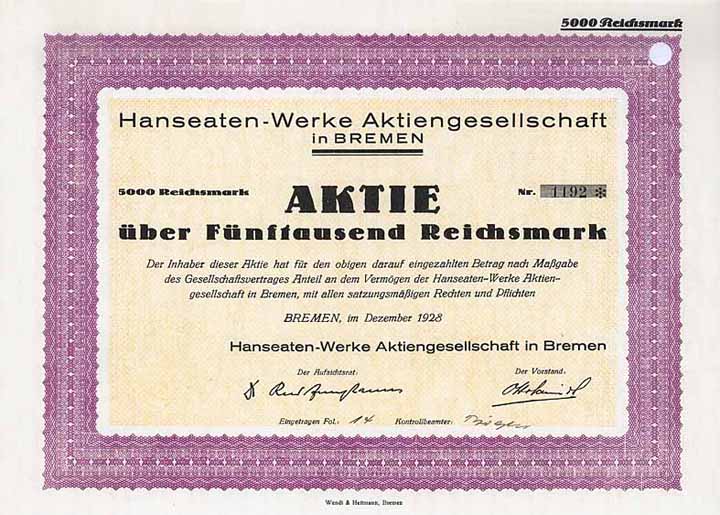 5000 Reichsmark
Hanseaten-Werke Aktiengesellschaft
in BREMEN
5000 Reichsmark AKTIE Nr. 1192 *
über Fünftausend Reichsmark
Der Inhaber dieser Aktie hat für den obigen darauf eingezahlten Betrag nach Maßgabe
des Gesellschaftsvertrages Anteil an dem Vermögen der Hanseaten-Werke Aktien-
gesellschaft in Bremen, mit allen satzungsmäßigen Rechten und Pflichten
BREMEN, im Dezember 1928
Hanseaten-Werke Aktiengesellschaft in Bremen
Der Aufsichtsrat: Der Vorstand:
Eingetragen Fol.: 14 Kontrollbeamter:
Wendt & Hettmann, Bremen